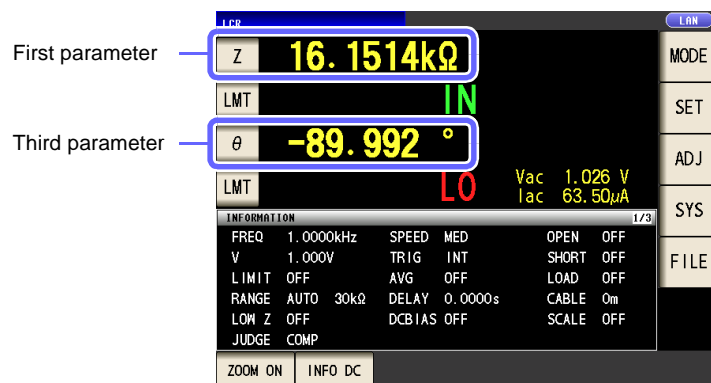 LCR
LAN
First parameter
Z 16.1514kΩ
MODE
LMT IN
SET
Third parameter
θ -89.992 °
ADJ
LMT LO
Vac 1.026 V
Iac 63.50μA
SYS
INFORMATION 1/3
FREQ 1.0000kHz SPEED MED OPEN OFF
V 1.000V TRIG INT SHORT OFF
FILE
LIMIT OFF AVG OFF LOAD OFF
RANGE AUTO 30kΩ DELAY 0.0000s CABLE 0m
LOW Z OFF DCBIAS OFF SCALE OFF
JUDGE COMP
ZOOM ON INFO DC